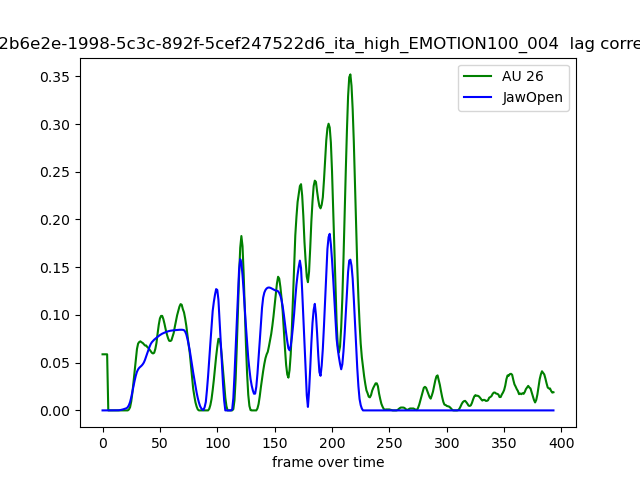 2b6e2e-1998-5c3c-892f-5cef247522d6_ita_high_EMOTION100_004 lag corre
AU 26
JawOpen
0.35
0.30
0.25
0.20
0.15
0.10
0.05
0.00
0 50 100 150 200 250 300 350 400
frame over time